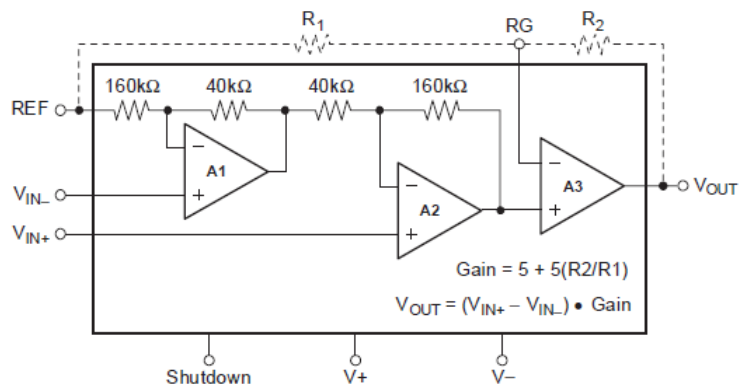 R1 RG R2
160kΩ 40kΩ 40kΩ 160kΩ
REF
A1
A3
VIN–
VOUT
A2
VIN+
Gain = 5 + 5(R2/R1)
VOUT = (VIN+ – VIN–) • Gain
Shutdown V+ V–